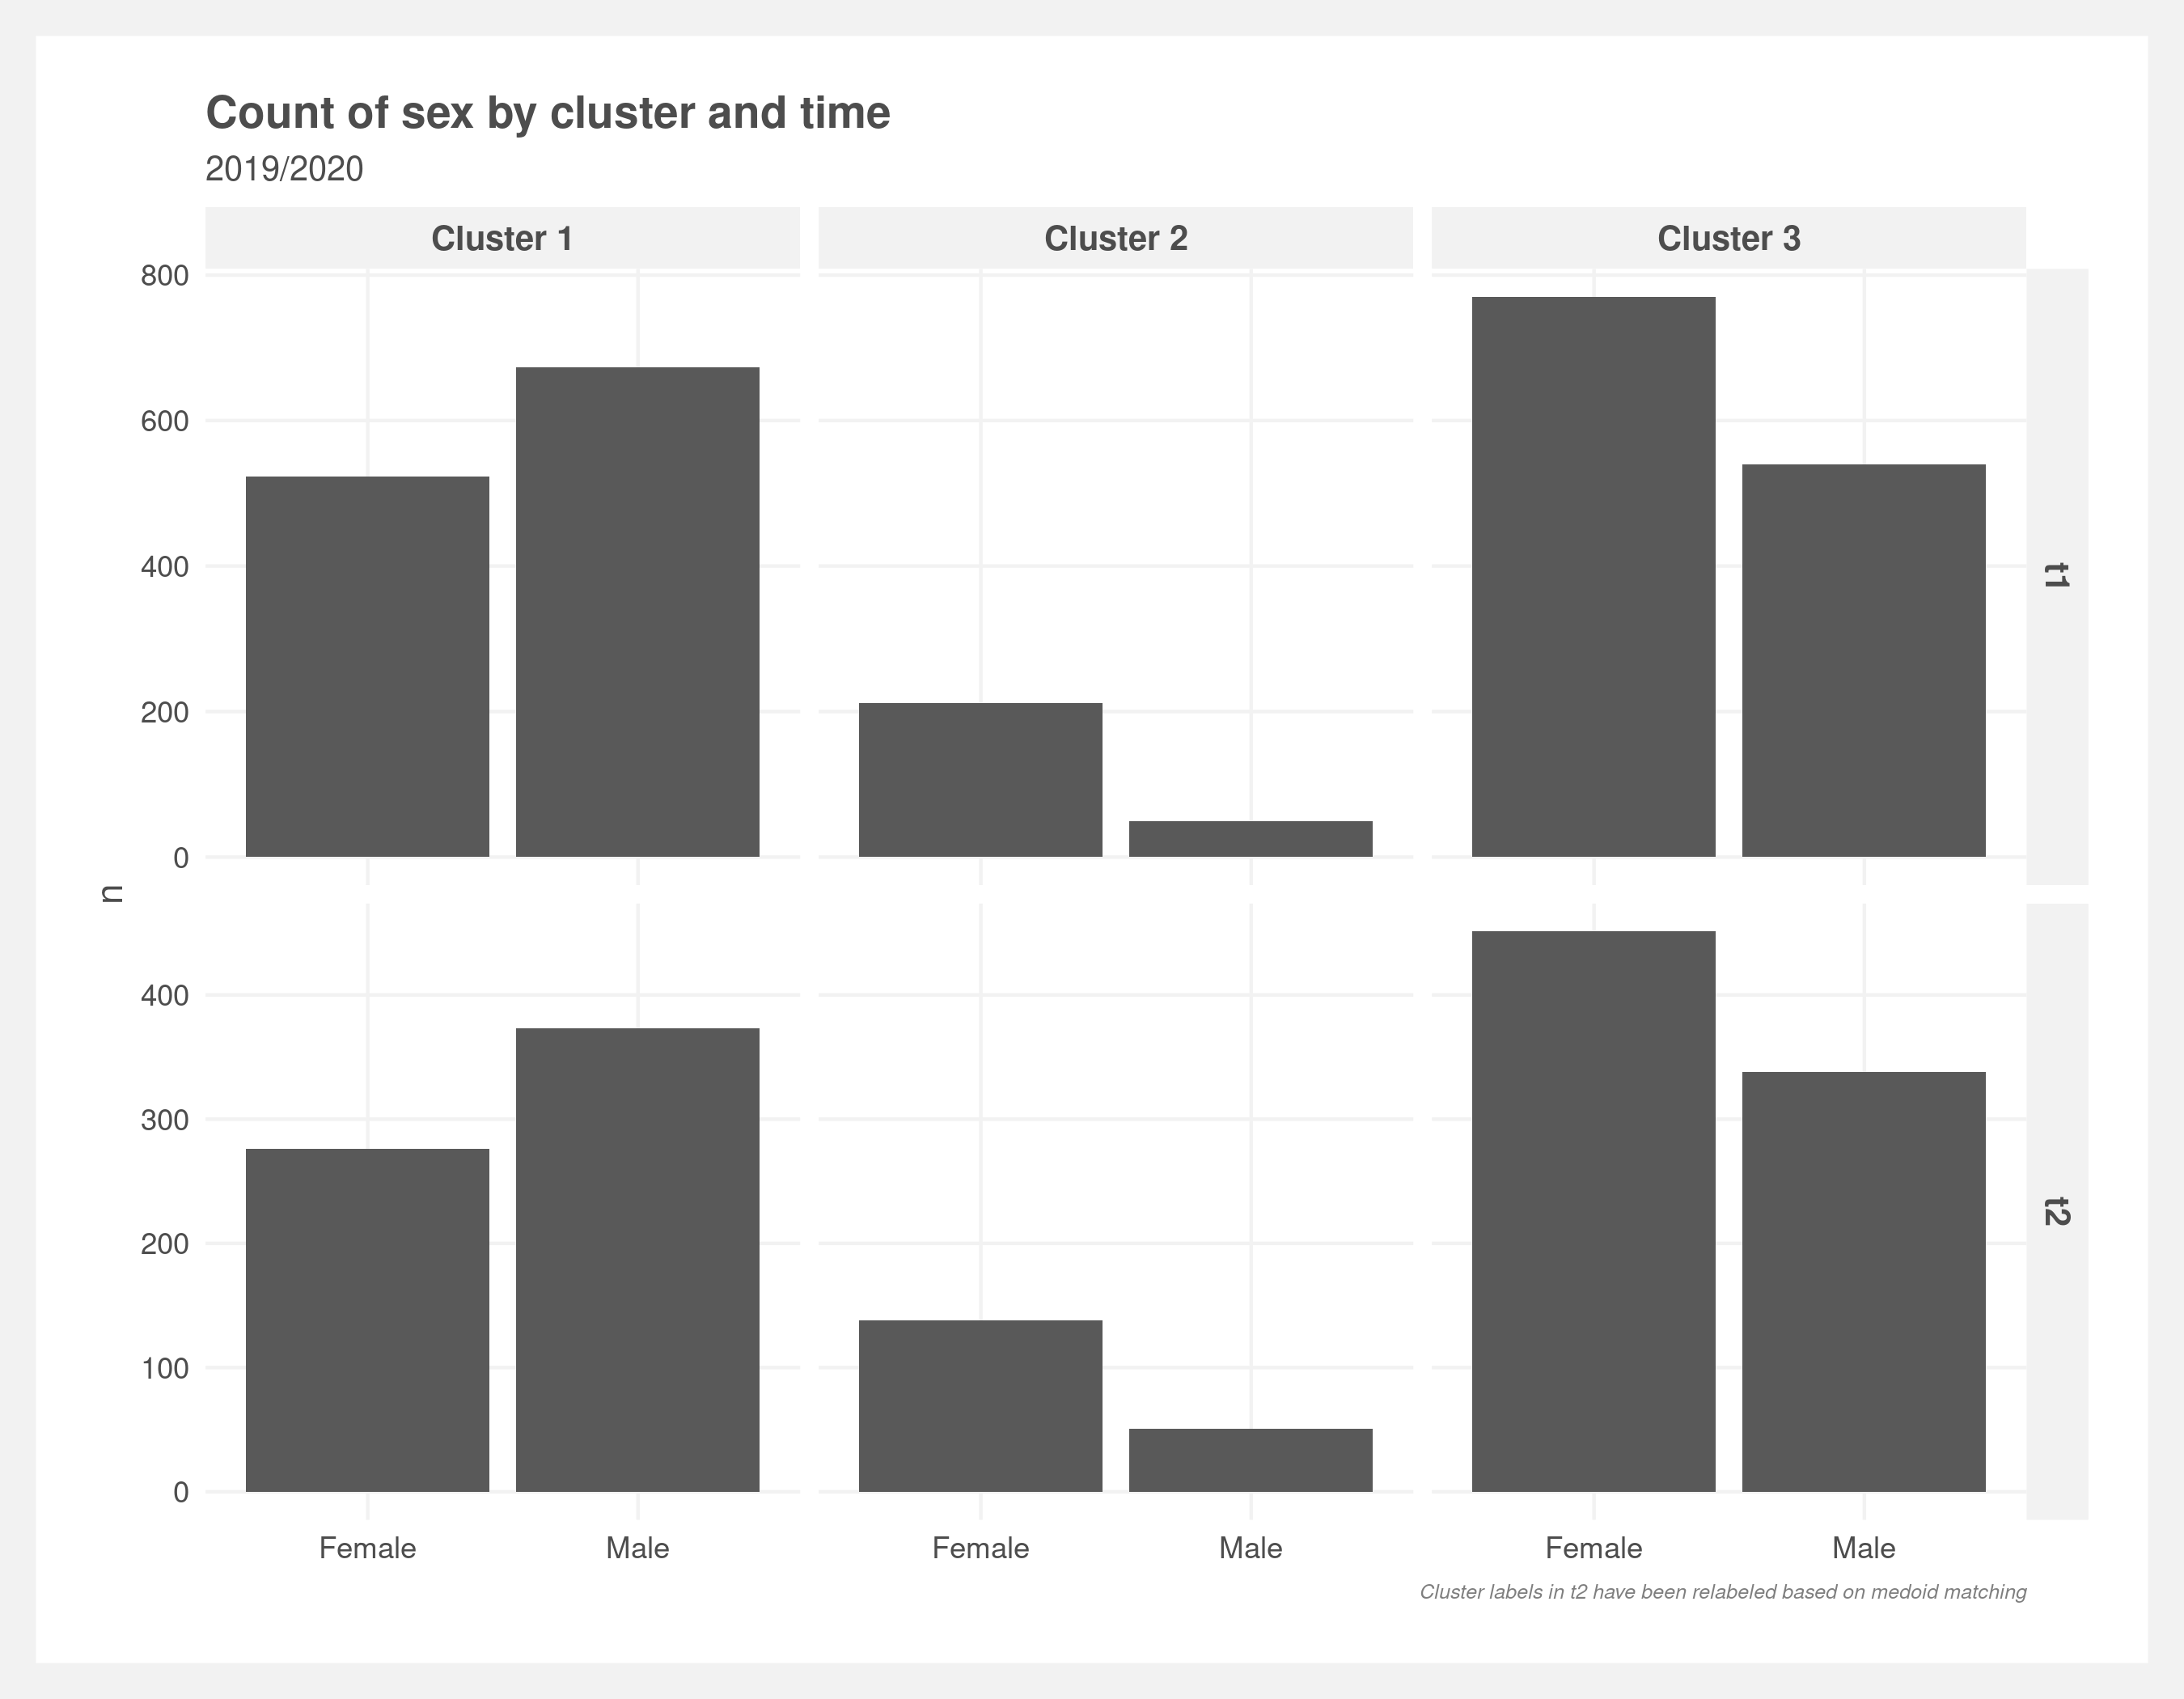 Count of sex by cluster and time
2019/2020
Cluster 1 Cluster 2 Cluster 3
800
600
400
200
0
t1
n
400
300
200
100
0
t2
Female Male Female Male Female Male
Cluster labels in t2 have been relabeled based on medoid matching